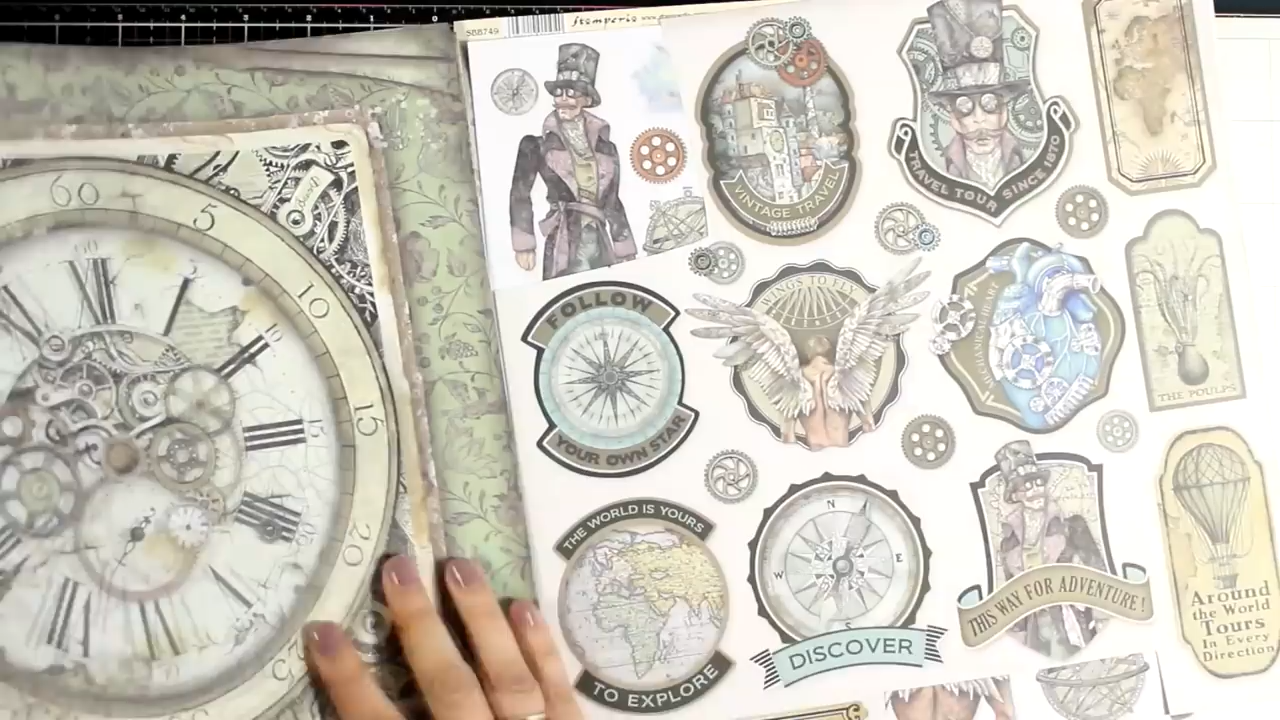 SBB749
Stamperia www.
60
5
10
15
20
25
VINTAGE TRAVEL
TRAVEL TOUR SINCE 1870
FOLLOW
YOUR OWN STAR
WINGS TO FLY
MECHANICAL HEART
THE POULPS
THE WORLD IS YOURS
TO EXPLORE
N
E
S
W
DISCOVER
THIS WAY FOR ADVENTURE!
Around
the World
Tours
In Every
Direction